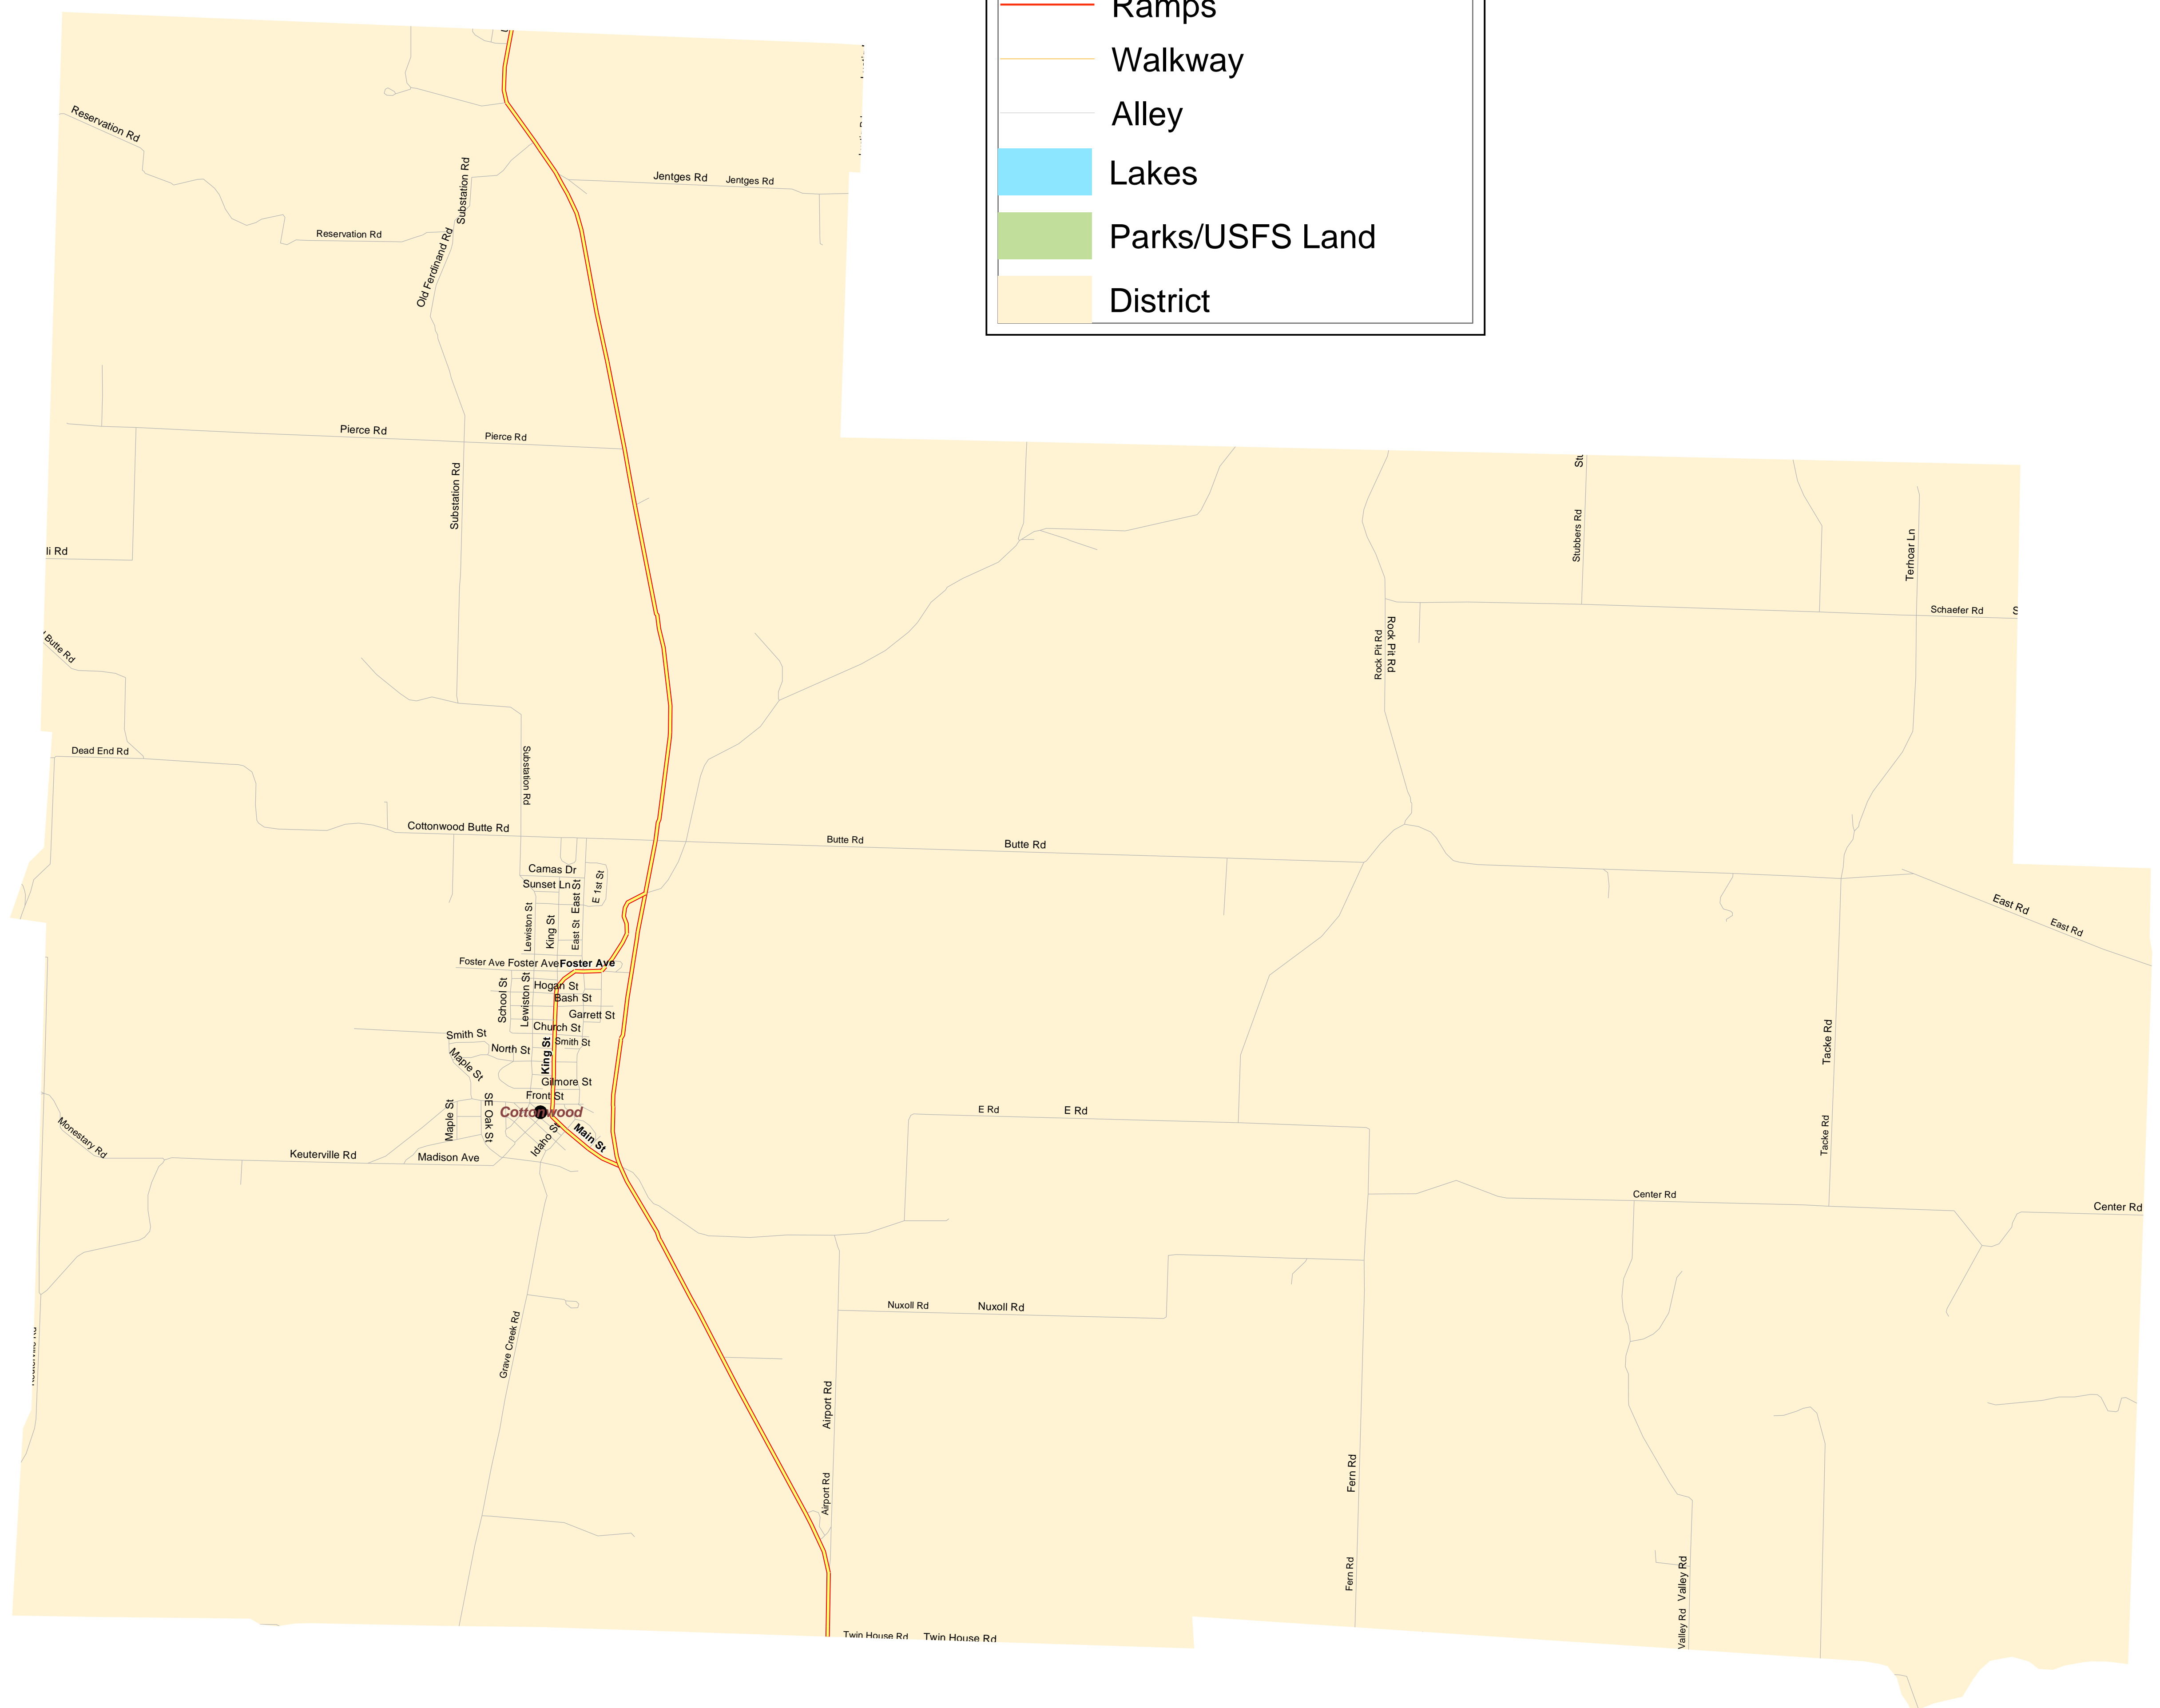 Ramps
Walkway
Alley
Lakes
Parks/USFS Land
District
Reservation Rd
Substation Rd
Jentges Rd
Jentges Rd
Reservation Rd
Old Ferdinand Rd
Pierce Rd
Pierce Rd
Substation Rd
li Rd
Stubbers Rd
Terhoar Ln
Schaefer Rd
Rock Pit Rd
Rock Pit Rd
Butte Rd
Dead End Rd
Substation Rd
Cottonwood Butte Rd
Butte Rd
Butte Rd
Camas Dr
Sunset Ln
East St
E 1st St
Lewiston St
King St
East St
East Rd
East Rd
Foster Ave
Foster Ave
Foster Ave
School St
Lewiston St
Hogan St
Bash St
Garrett St
Church St
Smith St
Smith St
North St
King St
Maple St
Gilmore St
Front St
Cottonwood
Maple St
SE Oak St
Idaho St
Main St
Monestary Rd
Keuterville Rd
Madison Ave
E Rd
E Rd
Tacke Rd
Tacke Rd
Center Rd
Center Rd
Nuxoll Rd
Nuxoll Rd
Grave Creek Rd
Airport Rd
Airport Rd
Fern Rd
Fern Rd
Valley Rd
Valley Rd
Twin House Rd
Twin House Rd